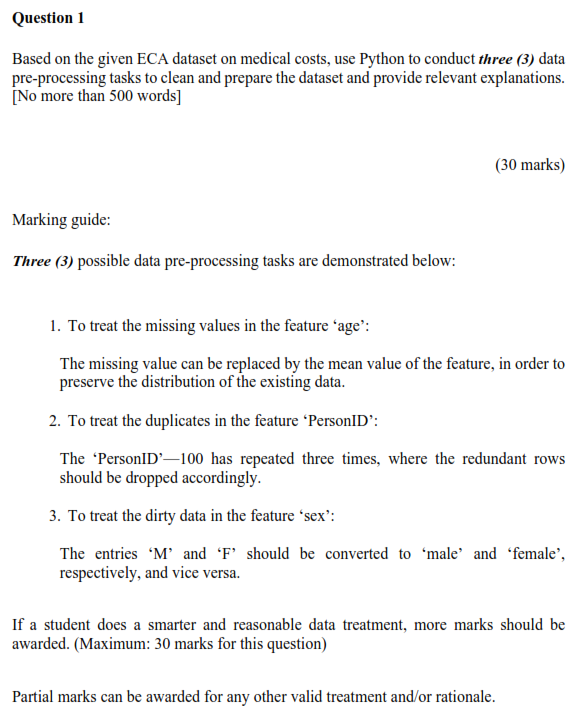 Question 1
Based on the given ECA dataset on medical costs, use Python to conduct three (3) data
pre-processing tasks to clean and prepare the dataset and provide relevant explanations.
[No more than 500 words]
(30 marks)
Marking guide:
Three (3) possible data pre-processing tasks are demonstrated below:
1. To treat the missing values in the feature ‘age’:
The missing value can be replaced by the mean value of the feature, in order to
preserve the distribution of the existing data.
2. To treat the duplicates in the feature ‘PersonID’:
The ‘PersonID’—100 has repeated three times, where the redundant rows
should be dropped accordingly.
3. To treat the dirty data in the feature ‘sex’:
The entries ‘M’ and ‘F’ should be converted to ‘male’ and ‘female’,
respectively, and vice versa.
If a student does a smarter and reasonable data treatment, more marks should be
awarded. (Maximum: 30 marks for this question)
Partial marks can be awarded for any other valid treatment and/or rationale.